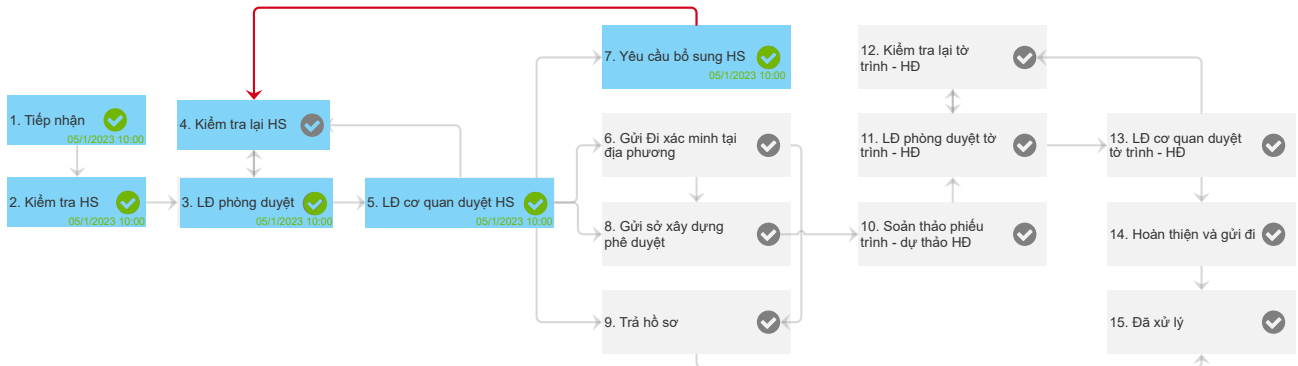 1. Tiếp nhận
05/1/2023 10:00
2. Kiểm tra HS
05/1/2023 10:00
4. Kiểm tra lại HS
3. LĐ phòng duyệt
05/1/2023 10:00
5. LĐ cơ quan duyệt HS
05/1/2023 10:00
7. Yêu cầu bổ sung HS
05/1/2023 10:00
6. Gửi Đi xác minh tại
địa phương
8. Gửi sở xây dựng
phê duyệt
9. Trả hồ sơ
12. Kiểm tra lại tờ
trình - HĐ
11. LĐ phòng duyệt tờ
trình - HĐ
10. Soản thảo phiếu
trình - dự thảo HĐ
13. LĐ cơ quan duyệt
tờ trình - HĐ
14. Hoàn thiện và gửi đi
15. Đã xử lý